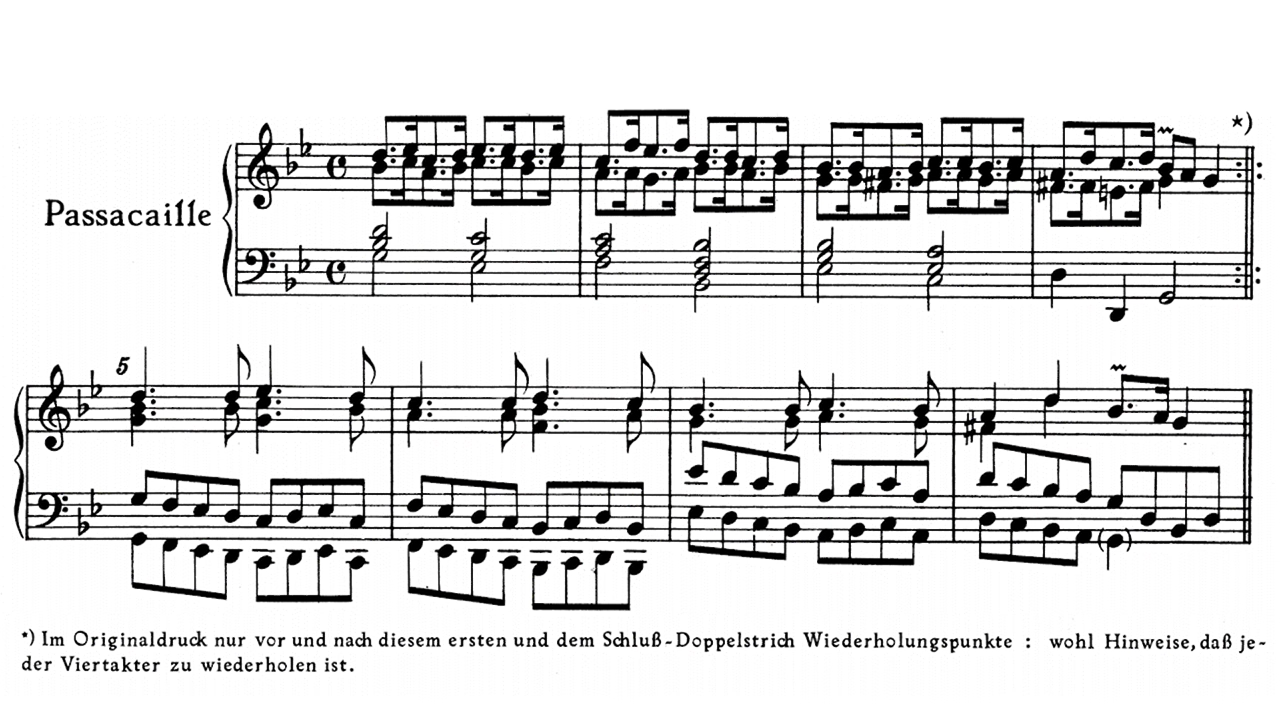 *)
Passacaille
5
*) Im Originaldruck nur vor und nach diesem ersten und dem Schluß-Doppelstrich Wiederholungspunkte : wohl Hinweise, daß je-
der Viertakter zu wiederholen ist.